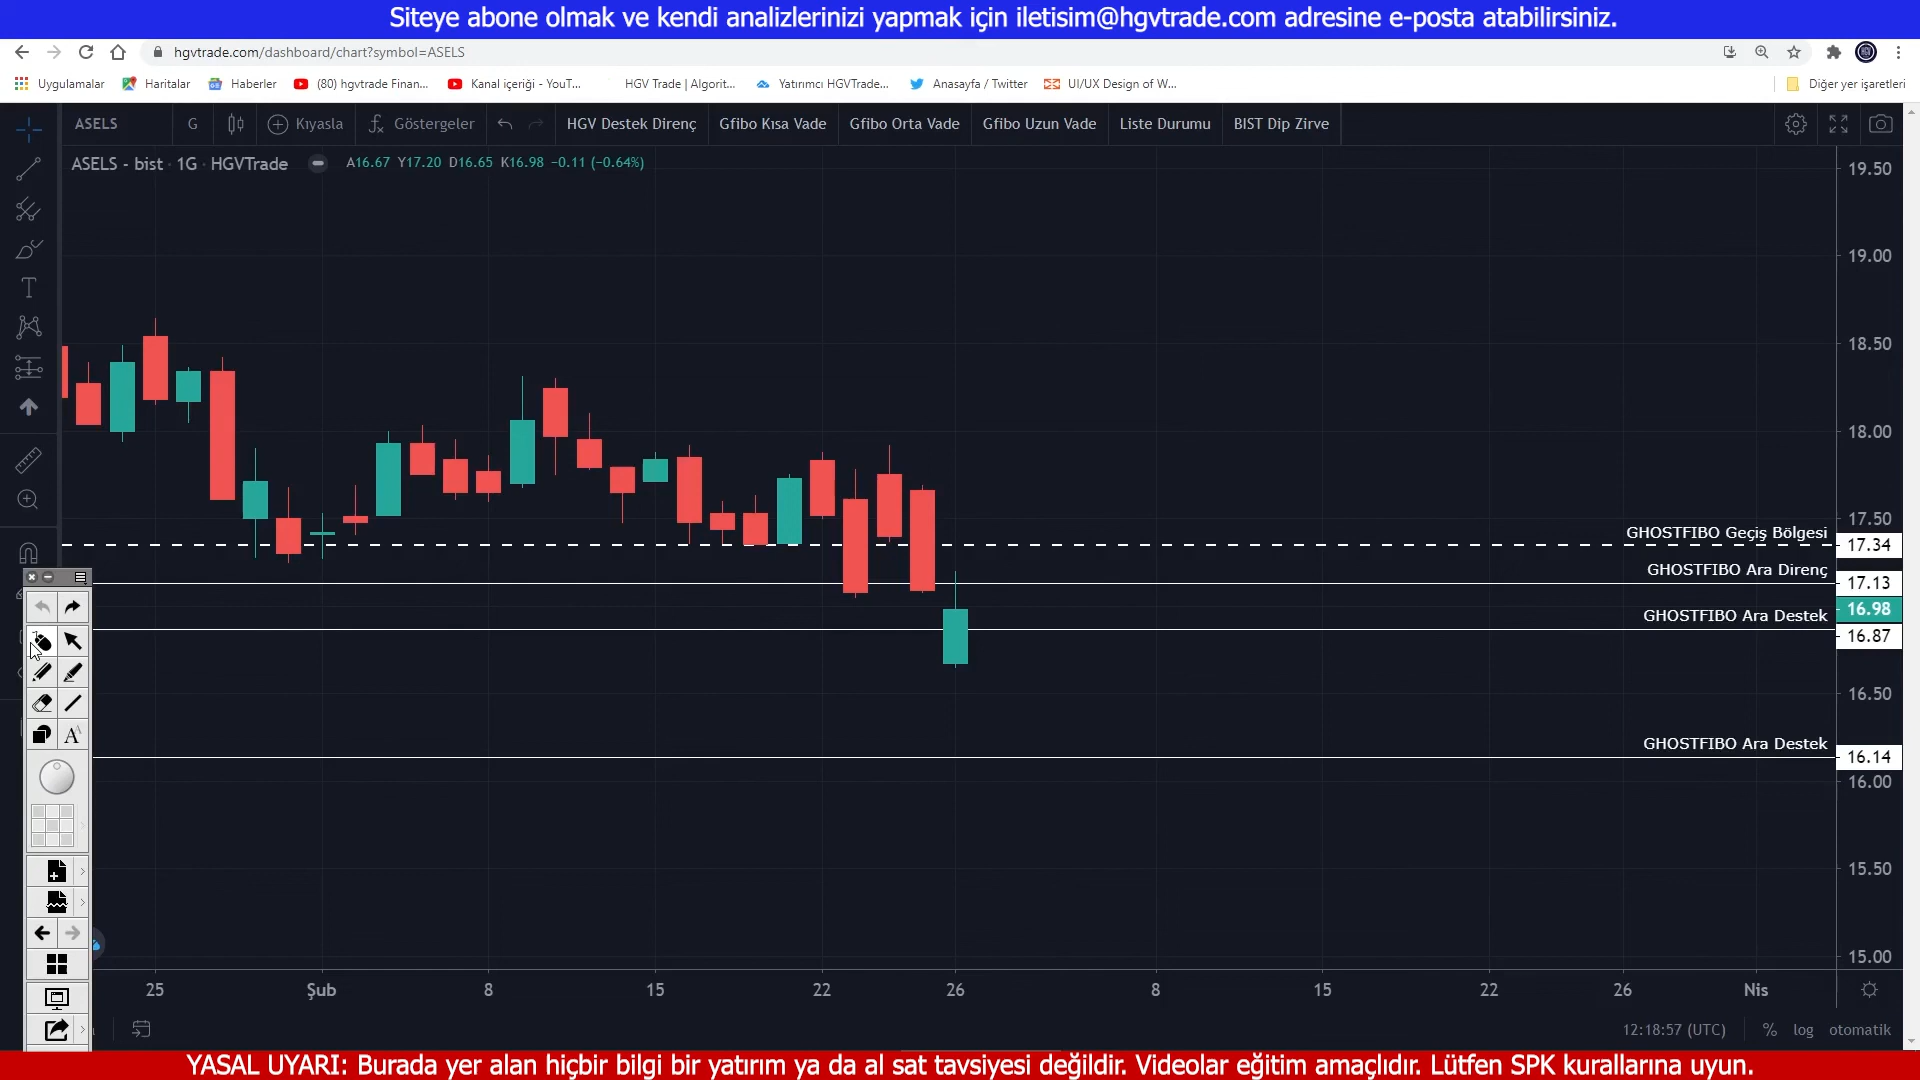 Siteye abone olmak ve kendi analizlerinizi yapmak için iletisim@hgvtrade.com adresine e-posta atabilirsiniz.
hgvtrade.com/dashboard/chart?symbol=ASELS
Uygulamalar Haritalar Haberler (80) hgvtrade Finan... Kanal içeriği - YouT... HGV Trade | Algorit... Yatırımcı HGVTrade... Anasayfa / Twitter UI/UX Design of W... Diğer yer işaretleri
ASELS G Kıyasla Göstergeler HGV Destek Direnç Gfibo Kısa Vade Gfibo Orta Vade Gfibo Uzun Vade Liste Durumu BIST Dip Zirve
ASELS - bist · 1G · HGVTrade A16.67 Y17.20 D16.65 K16.98 −0.11 (−0.64%)
19.50
19.00
18.50
18.00
17.50
GHOSTFIBO Geçiş Bölgesi 17.34
GHOSTFIBO Ara Direnç 17.13
16.98
GHOSTFIBO Ara Destek 16.87
16.50
GHOSTFIBO Ara Destek 16.14
16.00
15.50
15.00
25 Şub 8 15 22 26 8 15 22 26 Nis
12:18:57 (UTC) % log otomatik
YASAL UYARI: Burada yer alan hiçbir bilgi bir yatırım ya da al sat tavsiyesi değildir. Videolar eğitim amaçlıdır. Lütfen SPK kurallarına uyun.